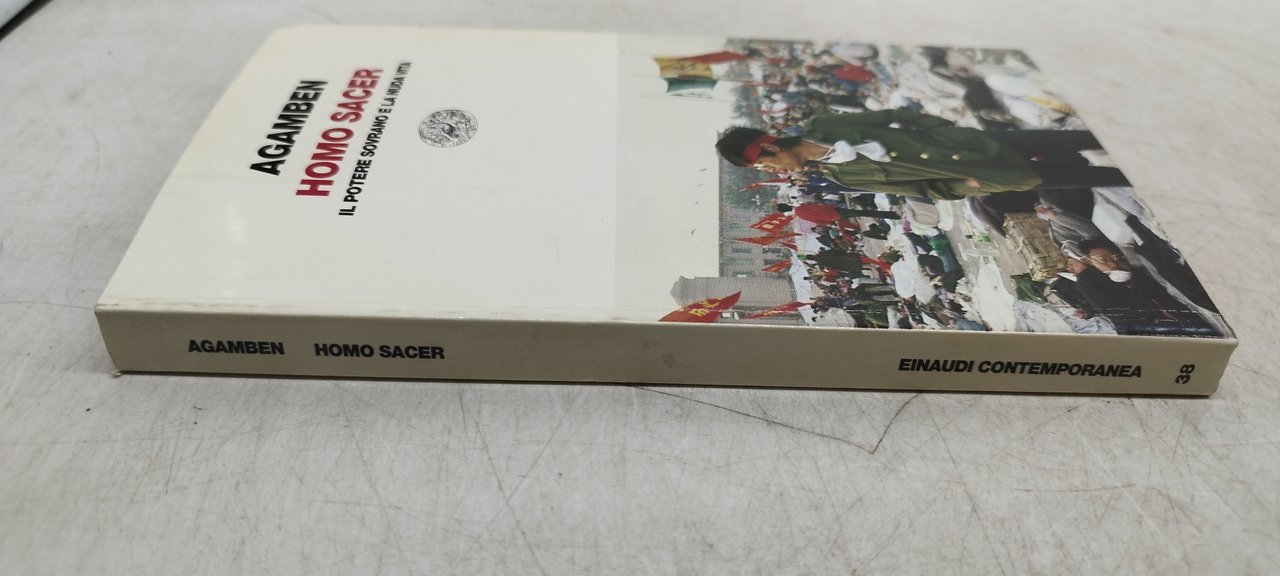 AGAMBEN
HOMO SACER
IL POTERE SOVRANO E LA NUDA VITA
AGAMBEN HOMO SACER EINAUDI CONTEMPORANEA 38